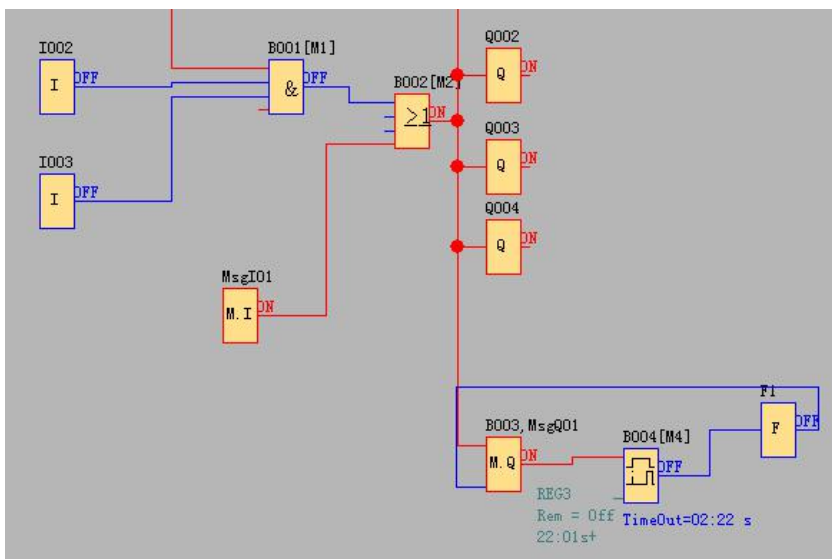 I002
I
OFF
B001[M1]
&
OFF
B002[M2]
≥1
ON
Q002
Q
ON
Q003
Q
ON
Q004
Q
ON
I003
I
OFF
MsgI01
M.I
ON
F1
F
OFF
B003,MsgQ01
M.Q
ON
B004[M4]
OFF
REG3
Rem = Off
22:01s+
TimeOut=02:22 s